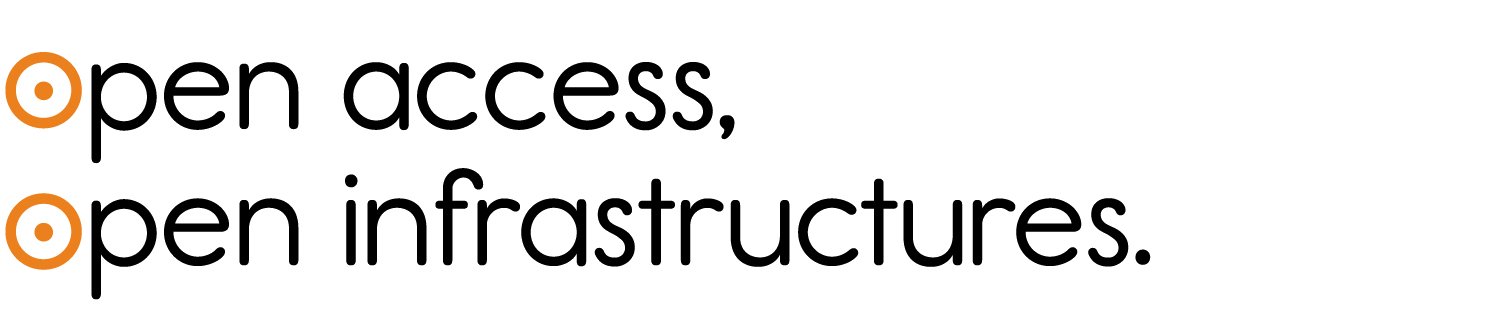 open access,
open infrastructures.